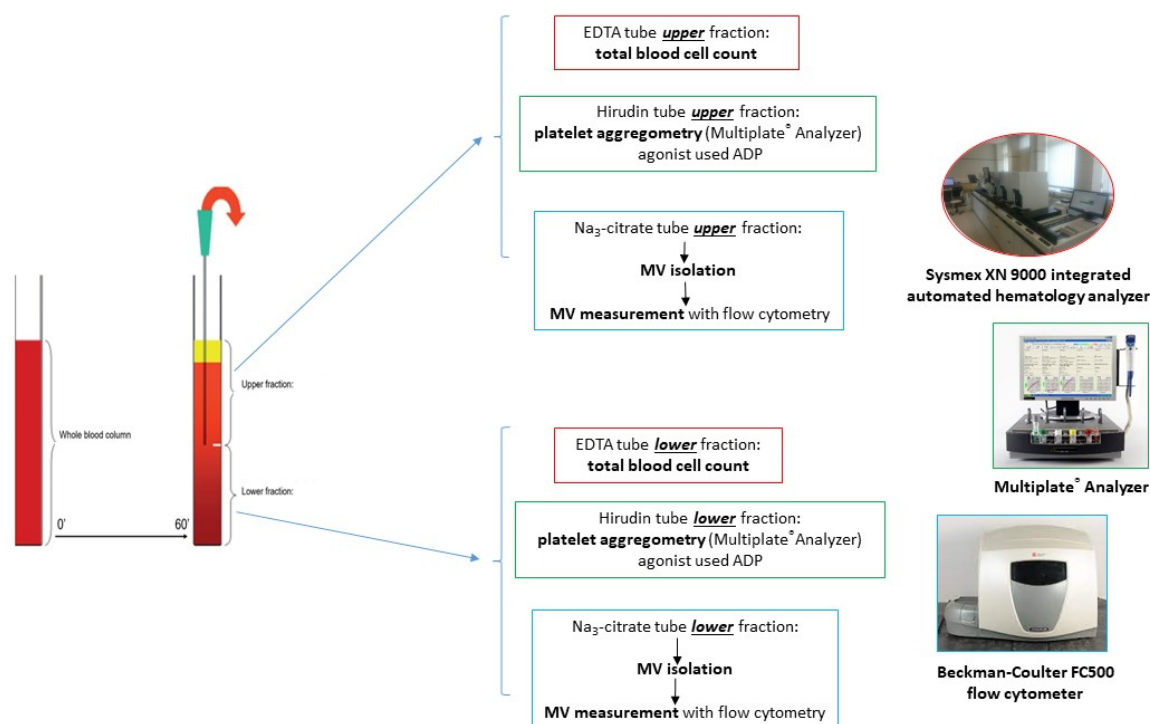 EDTA tube upper fraction:
total blood cell count
Hirudin tube upper fraction:
platelet aggregometry (Multiplate® Analyzer)
agonist used ADP
Na₃-citrate tube upper fraction:
MV isolation
MV measurement with flow cytometry
Upper fraction:
Whole blood column
Lower fraction:
0'
60'
EDTA tube lower fraction:
total blood cell count
Hirudin tube lower fraction:
platelet aggregometry (Multiplate®Analyzer)
agonist used ADP
Na₃-citrate tube lower fraction:
MV isolation
MV measurement with flow cytometry
Sysmex XN 9000 integrated
automated hematology analyzer
Multiplate® Analyzer
Beckman-Coulter FC500
flow cytometer